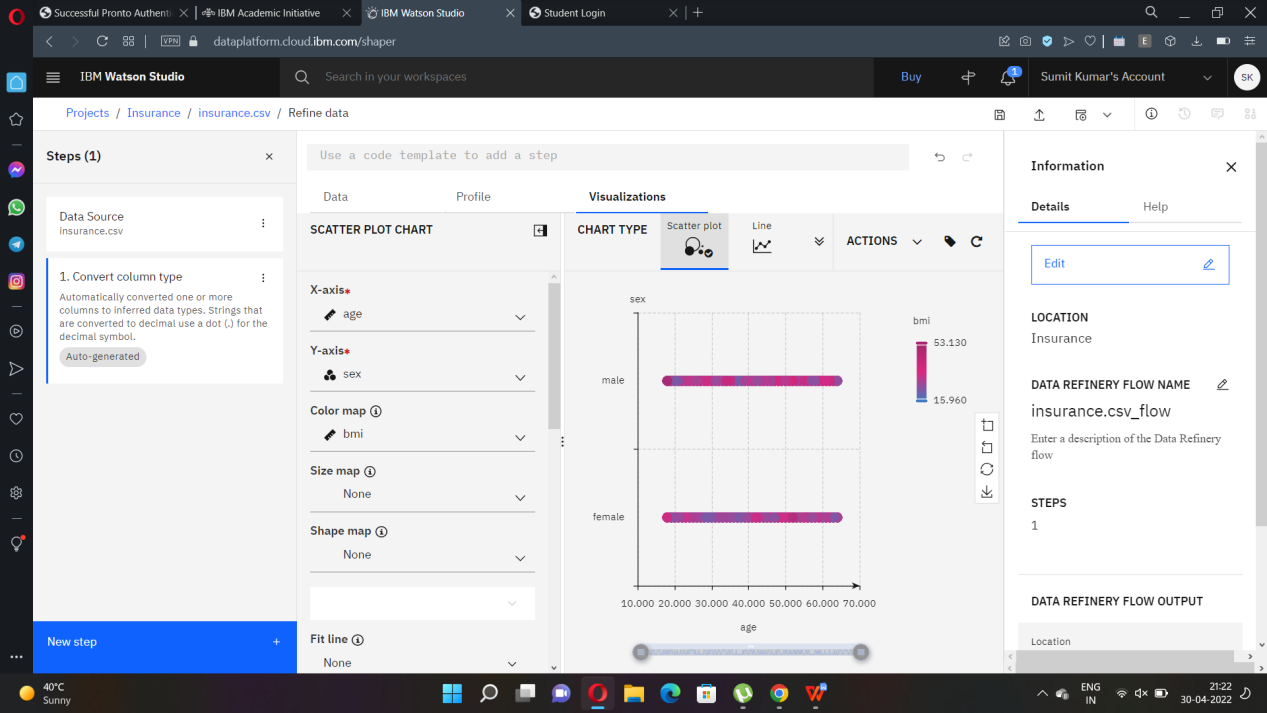 Successful Pronto Authenti
IBM Academic Initiative
IBM Watson Studio
Student Login
VPN
dataplatform.cloud.ibm.com/shaper
E
IBM Watson Studio
Search in your workspaces
Buy
1
Sumit Kumar's Account
SK
Projects / Insurance / insurance.csv / Refine data
Steps (1)
Data Source
insurance.csv
1. Convert column type
Automatically converted one or more
columns to inferred data types. Strings that
are converted to decimal use a dot (.) for the
decimal symbol.
Auto-generated
New step
Use a code template to add a step
Data
Profile
Visualizations
SCATTER PLOT CHART
X-axis*
age
Y-axis*
sex
Color map
bmi
Size map
None
Shape map
None
Fit line
None
CHART TYPE
Scatter plot
Line
ACTIONS
sex
male
female
10.000 20.000 30.000 40.000 50.000 60.000 70.000
age
bmi
53.130
15.960
Information
Details
Help
Edit
LOCATION
Insurance
DATA REFINERY FLOW NAME
insurance.csv_flow
Enter a description of the Data Refinery
flow
STEPS
1
DATA REFINERY FLOW OUTPUT
Location
40°C
Sunny
ENG
IN
21:22
30-04-2022